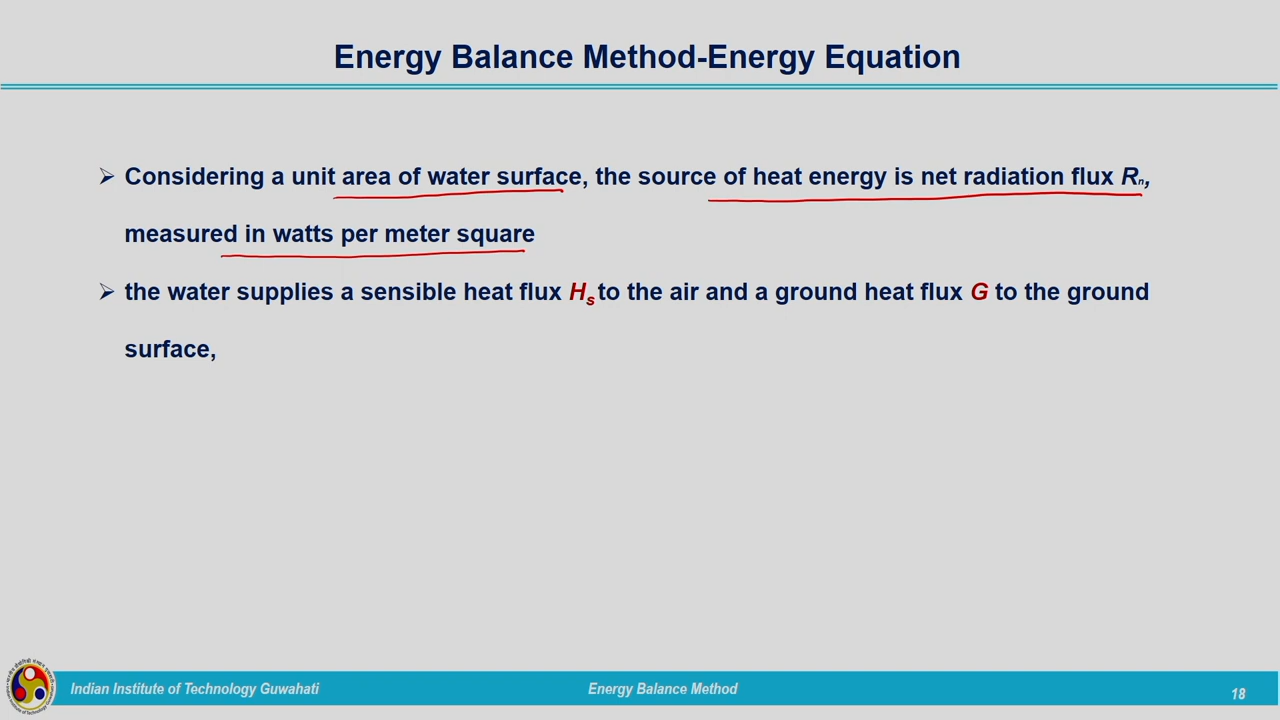 Energy Balance Method-Energy Equation
➢ Considering a unit area of water surface, the source of heat energy is net radiation flux Rn,
measured in watts per meter square
➢ the water supplies a sensible heat flux Hs to the air and a ground heat flux G to the ground
surface,
Indian Institute of Technology Guwahati
Energy Balance Method
18